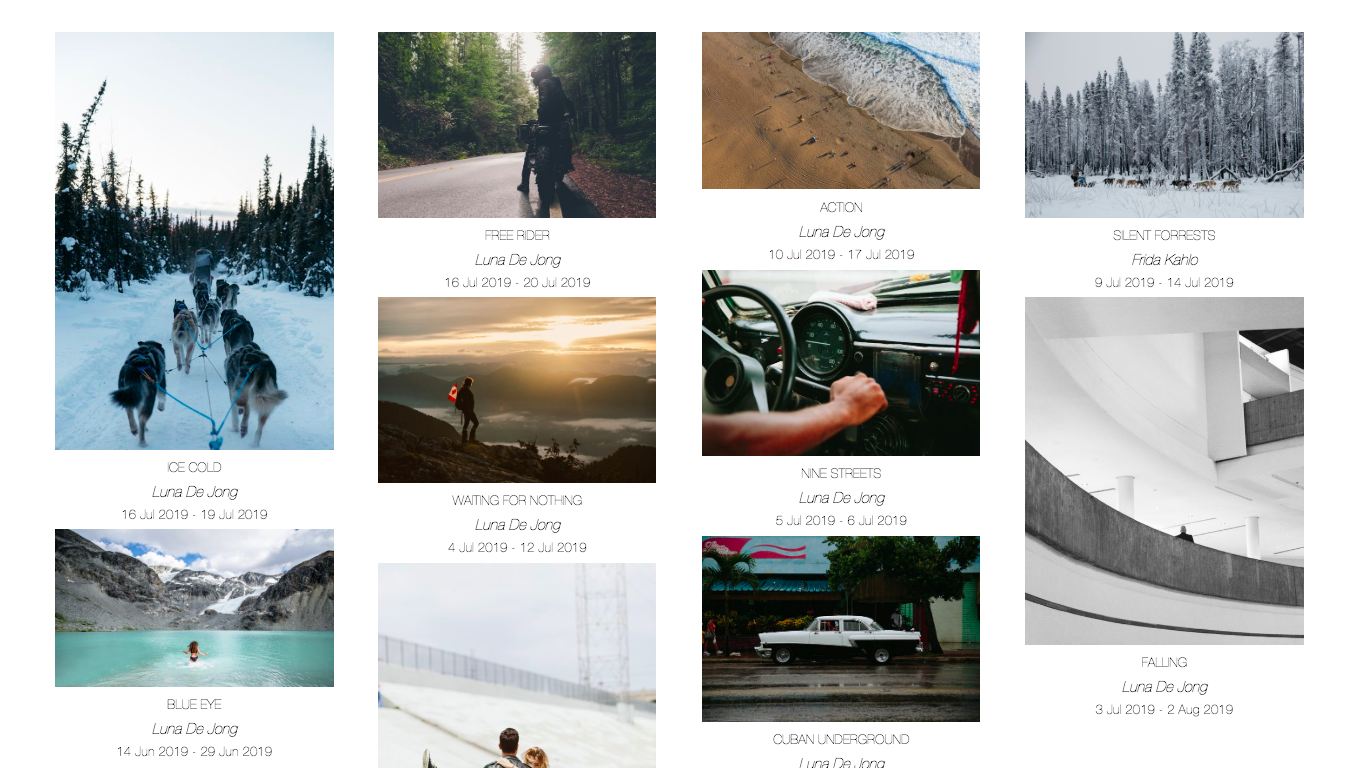 ICE COLD
Luna De Jong
16 Jul 2019 - 19 Jul 2019
BLUE EYE
Luna De Jong
14 Jun 2019 - 29 Jun 2019
FREE RIDER
Luna De Jong
16 Jul 2019 - 20 Jul 2019
WAITING FOR NOTHING
Luna De Jong
4 Jul 2019 - 12 Jul 2019
ACTION
Luna De Jong
10 Jul 2019 - 17 Jul 2019
NINE STREETS
Luna De Jong
5 Jul 2019 - 6 Jul 2019
CUBAN UNDERGROUND
Luna De Jong
SILENT FORRESTS
Frida Kahlo
9 Jul 2019 - 14 Jul 2019
FALLING
Luna De Jong
3 Jul 2019 - 2 Aug 2019